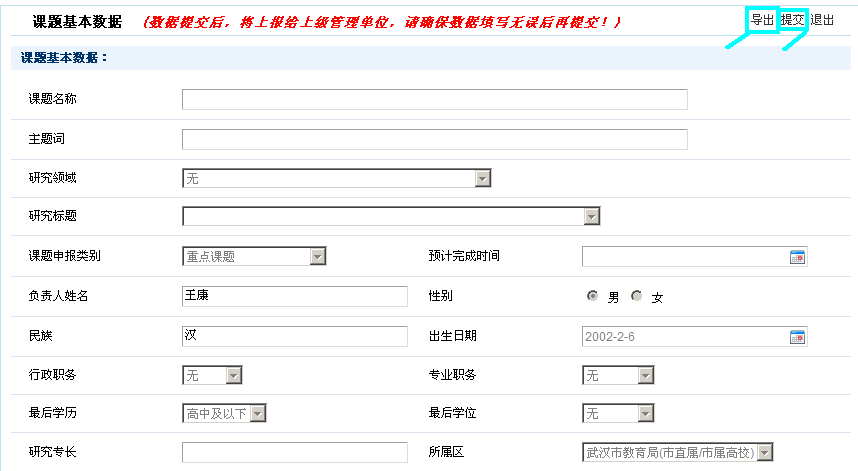 课题基本数据 (数据提交后，将上报给上级管理单位，请确保数据填写无误后再提交！) 导出 提交 退出
课题基本数据：
课题名称
主题词
研究领域 无
研究标题
课题申报类别 重点课题 预计完成时间
负责人姓名 王康 性别 男 女
民族 汉 出生日期 2002-2-6
行政职务 无 专业职务 无
最后学历 高中及以下 最后学位 无
研究专长 所属区 武汉市教育局(市直属/市属高校)